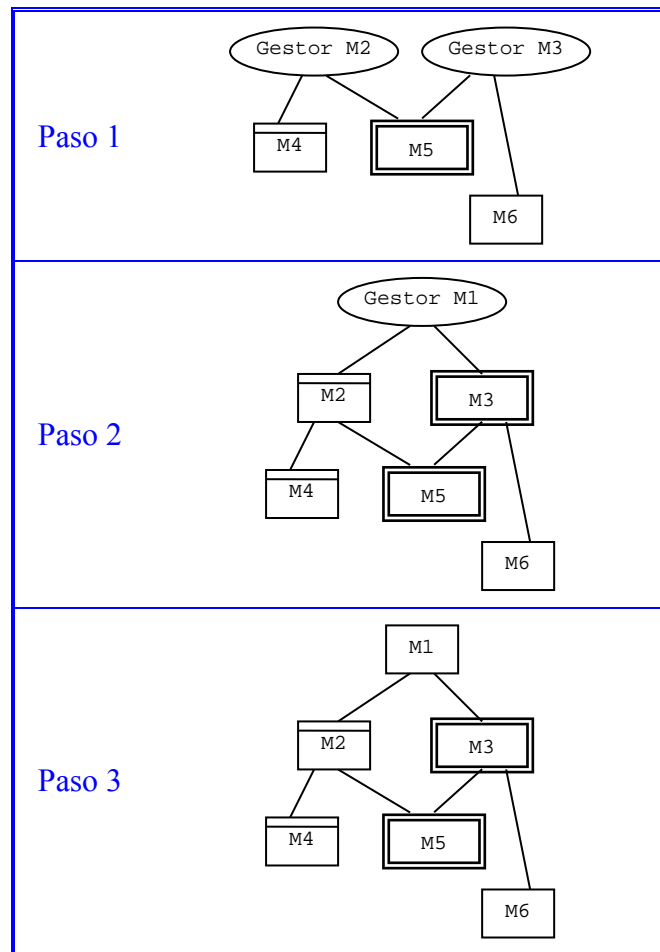 Gestor M2 Gestor M3
Paso 1
M4 M5
M6
Gestor M1
M2 M3
Paso 2
M4 M5
M6
M1
M2 M3
Paso 3
M4 M5
M6